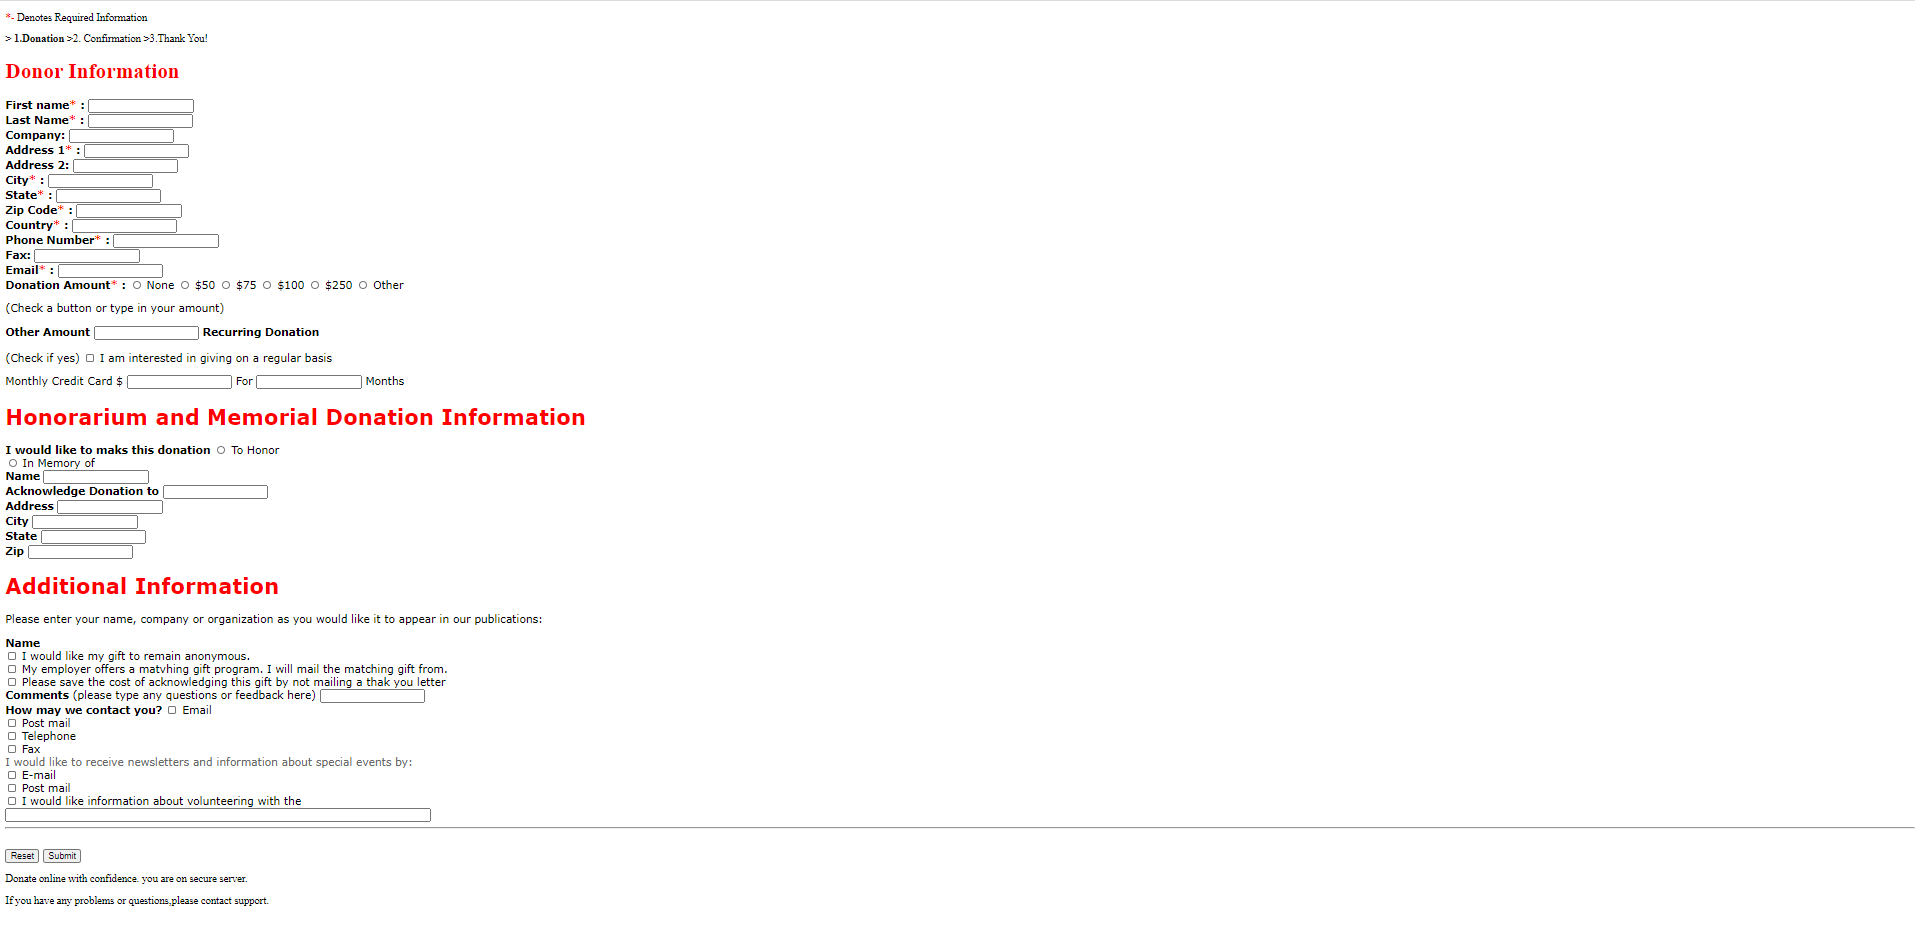 *- Denotes Required Information
> 1.Donation >2. Confirmation >3.Thank You!
Donor Information
First name* :
Last Name* :
Company:
Address 1* :
Address 2:
City* :
State* :
Zip Code* :
Country* :
Phone Number* :
Fax:
Email* :
Donation Amount* : None $50 $75 $100 $250 Other
(Check a button or type in your amount)
Other Amount Recurring Donation
(Check if yes) I am interested in giving on a regular basis
Monthly Credit Card $ For Months
Honorarium and Memorial Donation Information
I would like to maks this donation To Honor
In Memory of
Name
Acknowledge Donation to
Address
City
State
Zip
Additional Information
Please enter your name, company or organization as you would like it to appear in our publications:
Name
I would like my gift to remain anonymous.
My employer offers a matvhing gift program. I will mail the matching gift from.
Please save the cost of acknowledging this gift by not mailing a thak you letter
Comments (please type any questions or feedback here)
How may we contact you? Email
Post mail
Telephone
Fax
I would like to receive newsletters and information about special events by:
E-mail
Post mail
I would like information about volunteering with the
Reset Submit
Donate online with confidence. you are on secure server.
If you have any problems or questions,please contact support.